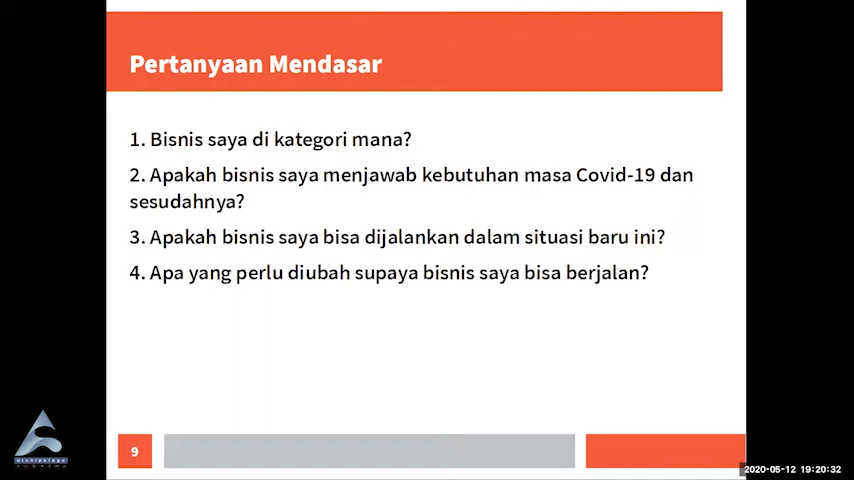 Pertanyaan Mendasar
1. Bisnis saya di kategori mana?
2. Apakah bisnis saya menjawab kebutuhan masa Covid-19 dan
sesudahnya?
3. Apakah bisnis saya bisa dijalankan dalam situasi baru ini?
4. Apa yang perlu diubah supaya bisnis saya bisa berjalan?
archipelago
9
2020-05-12 19:20:32